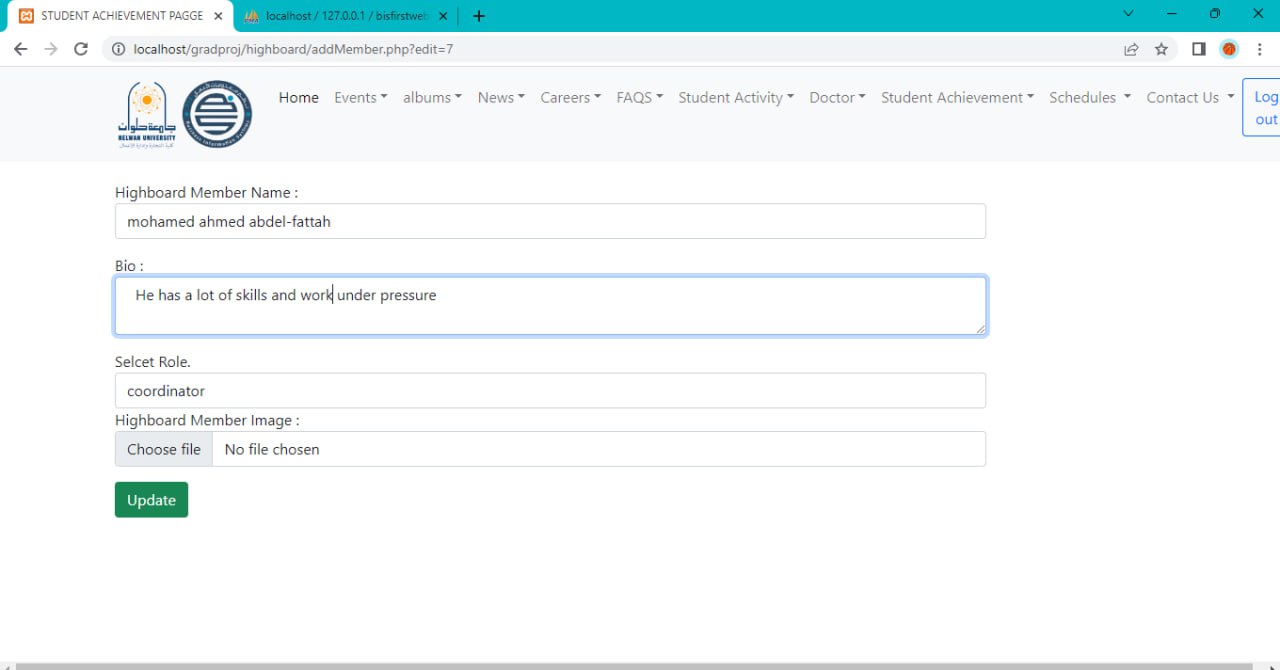 STUDENT ACHIEVEMENT PAGGE
localhost / 127.0.0.1 / bisfirstweb
localhost/gradproj/highboard/addMember.php?edit=7
جامعة حلوان
HELWAN UNIVERSITY
Home Events albums News Careers FAQS Student Activity Doctor Student Achievement Schedules Contact Us
Log
out
Highboard Member Name :
mohamed ahmed abdel-fattah
Bio :
He has a lot of skills and work under pressure
Selcet Role.
coordinator
Highboard Member Image :
Choose file No file chosen
Update